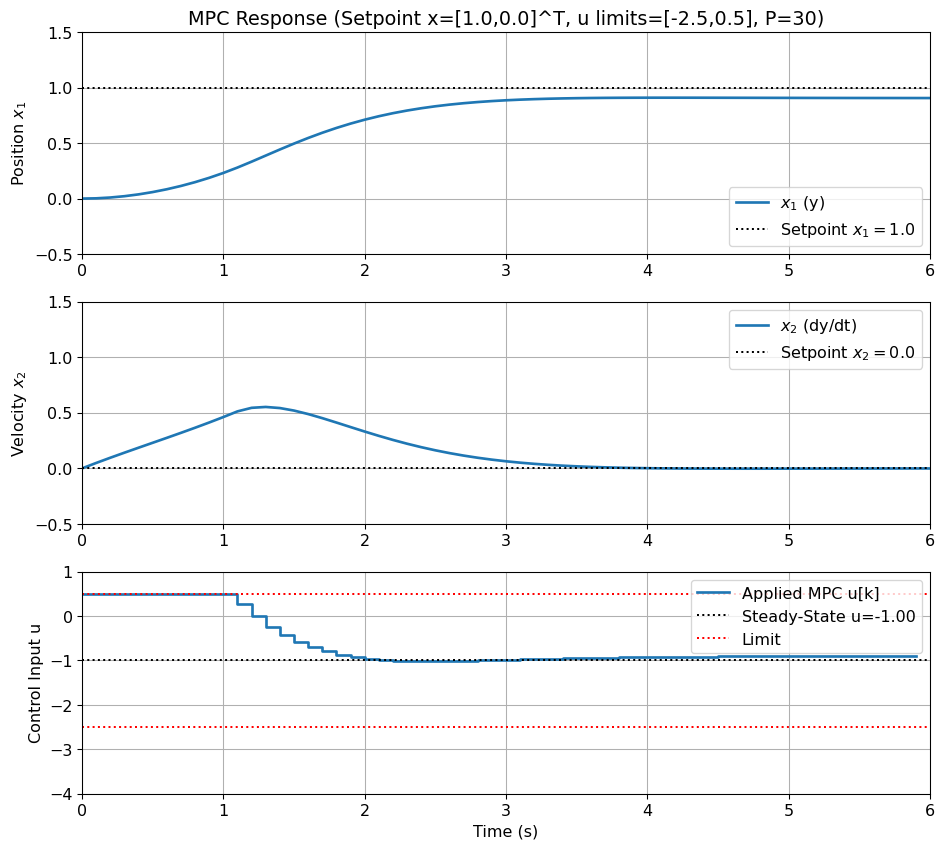 MPC Response (Setpoint x=[1.0,0.0]^T, u limits=[-2.5,0.5], P=30)
1.5
1.0
0.5
0.0
−0.5
Position x₁
x₁ (y)
Setpoint x₁ = 1.0
0 1 2 3 4 5 6
1.5
1.0
0.5
0.0
−0.5
Velocity x₂
x₂ (dy/dt)
Setpoint x₂ = 0.0
0 1 2 3 4 5 6
1
0
−1
−2
−3
−4
Control Input u
Applied MPC u[k]
Steady-State u=-1.00
Limit
0 1 2 3 4 5 6
Time (s)